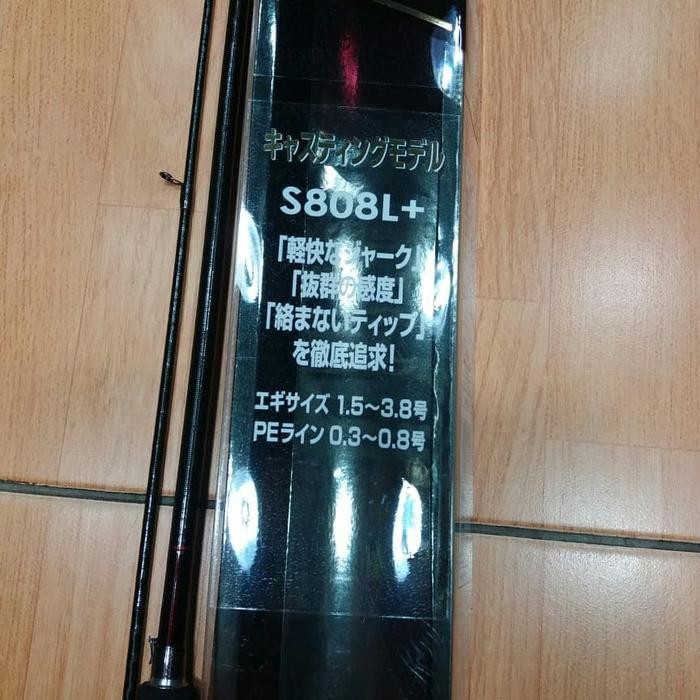 キャスティングモデル
S808L+
「軽快なジャーク」
「抜群の感度」
「絡まないティップ」
を徹底追求!
エギサイズ 1.5〜3.8号
PEライン 0.3〜0.8号